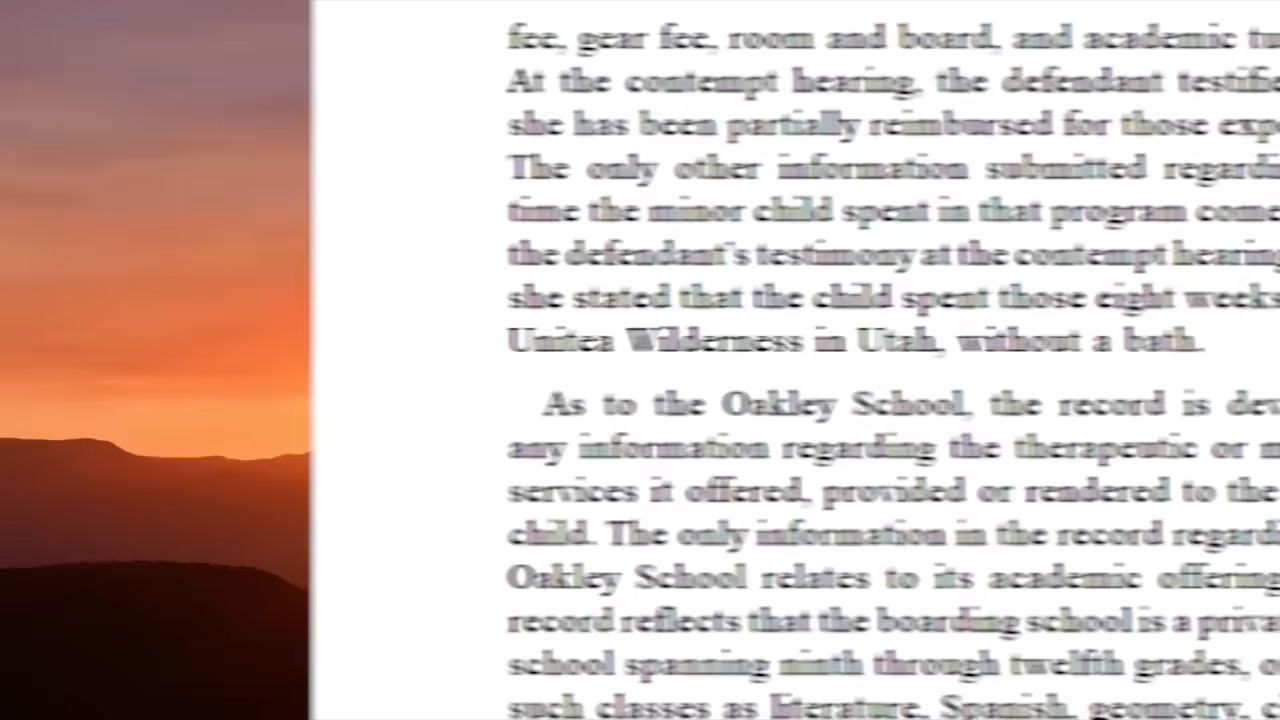 fee, gear fee, room and board, and academic tu
At the contempt hearing, the defendant testifie
she has been partially reimbursed for those exp
The only other information submitted regardi
time the minor child spent in that program come
the defendant's testimony at the contempt hearing
she stated that the child spent those eight weeks
Unitea Wilderness in Utah, without a bath.
As to the Oakley School, the record is dev
any information regarding the therapeutic or m
services it offered, provided or rendered to the
child. The only information in the record regard
Oakley School relates to its academic offering
record reflects that the boarding school is a priva
school spanning ninth through twelfth grades, o
such classes as literature, Spanish, geometry, c